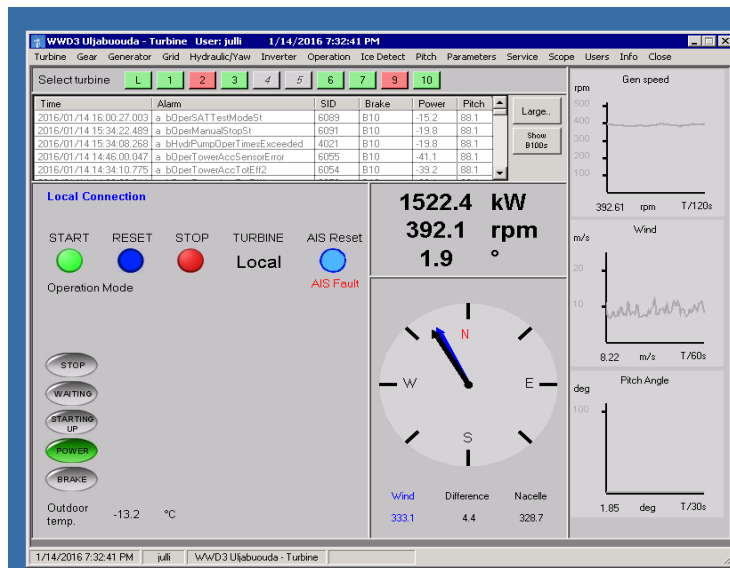 WWD3 Uljabuouda - Turbine User: julli 1/14/2016 7:32:41 PM
Turbine Gear Generator Grid Hydraulic/Yaw Inverter Operation Ice Detect Pitch Parameters Service Scope Users Info Close
Select turbine L 1 2 3 4 5 6 7 9 10
Time Alarm SID Brake Power Pitch
2016/01/14 16:00:27.003 a bOperSATTestModeSt 6089 B10 -15.2 88.1
2016/01/14 15:34:22.489 a bOperManualStopSt 6091 B10 -19.8 88.1
2016/01/14 15:34:08.268 a bHydrPumpOperTimesExceeded 4021 B10 -19.8 88.1
2016/01/14 14:46:00.047 a bOperTowerAccSensorError 6055 B10 -41.1 88.1
2016/01/14 14:34:10.775 a bOperTowerAccTotEff2 6054 B10 -39.2 88.1
Large..
Show
B100s
Local Connection
START RESET STOP TURBINE AIS Reset
Local
AIS Fault
Operation Mode
STOP
WAITING
STARTING
UP
POWER
BRAKE
Outdoor
temp. -13.2 °C
1522.4 kW
392.1 rpm
1.9 °
N
W E
S
Wind Difference Nacelle
333.1 4.4 328.7
rpm Gen speed
500
400
300
200
100
392.61 rpm T/120s
m/s Wind
20
10
8.22 m/s T/60s
deg Pitch Angle
100
1.85 deg T/30s
1/14/2016 7:32:41 PM julli WWD3 Uljabuouda - Turbine